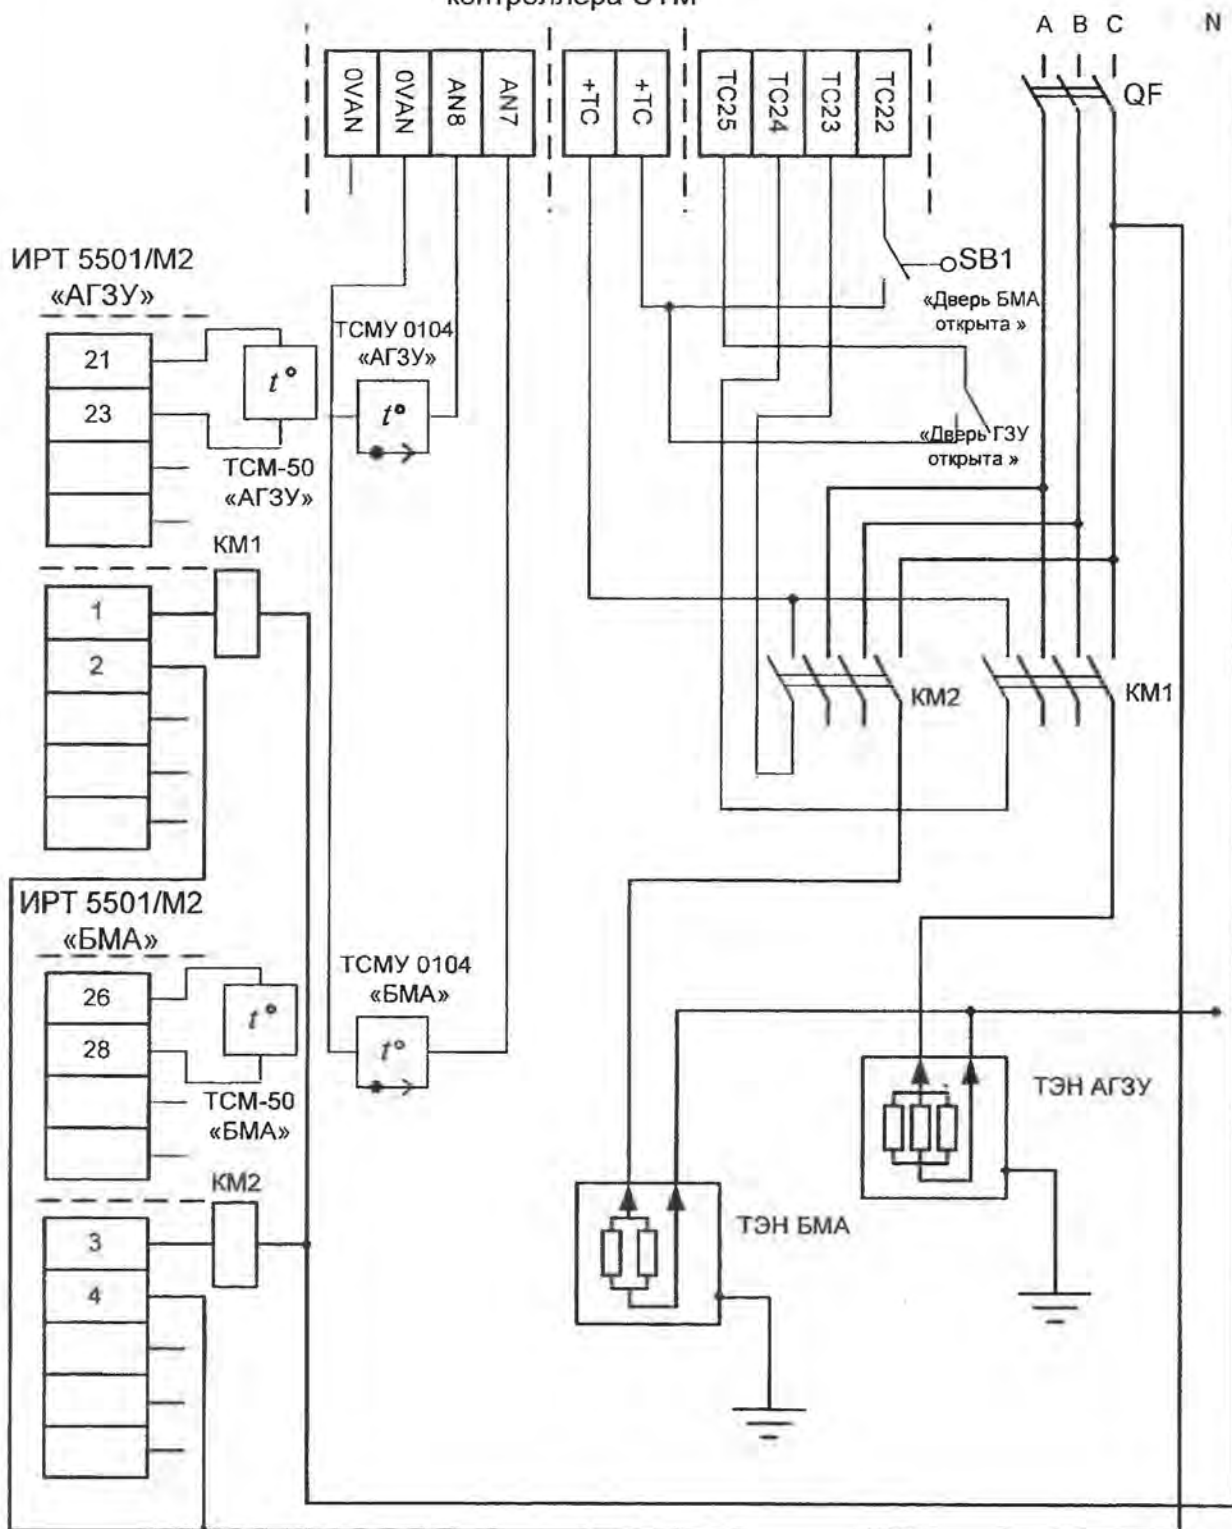 контроллера СТМ
0VAN
0VAN
AN8
AN7
+TC
+TC
TC25
TC24
TC23
TC22
A B C N
QF
SB1
«Дверь БМА
открыта »
«Дверь ГЗУ
открыта »
ИРТ 5501/М2
«АГЗУ»
21
23
t°
ТСМ-50
«АГЗУ»
ТСМУ 0104
«АГЗУ»
t°
КМ1
1
2
КМ2
КМ1
ИРТ 5501/М2
«БМА»
26
28
t°
ТСМ-50
«БМА»
ТСМУ 0104
«БМА»
t°
КМ2
3
4
ТЭН АГЗУ
ТЭН БМА